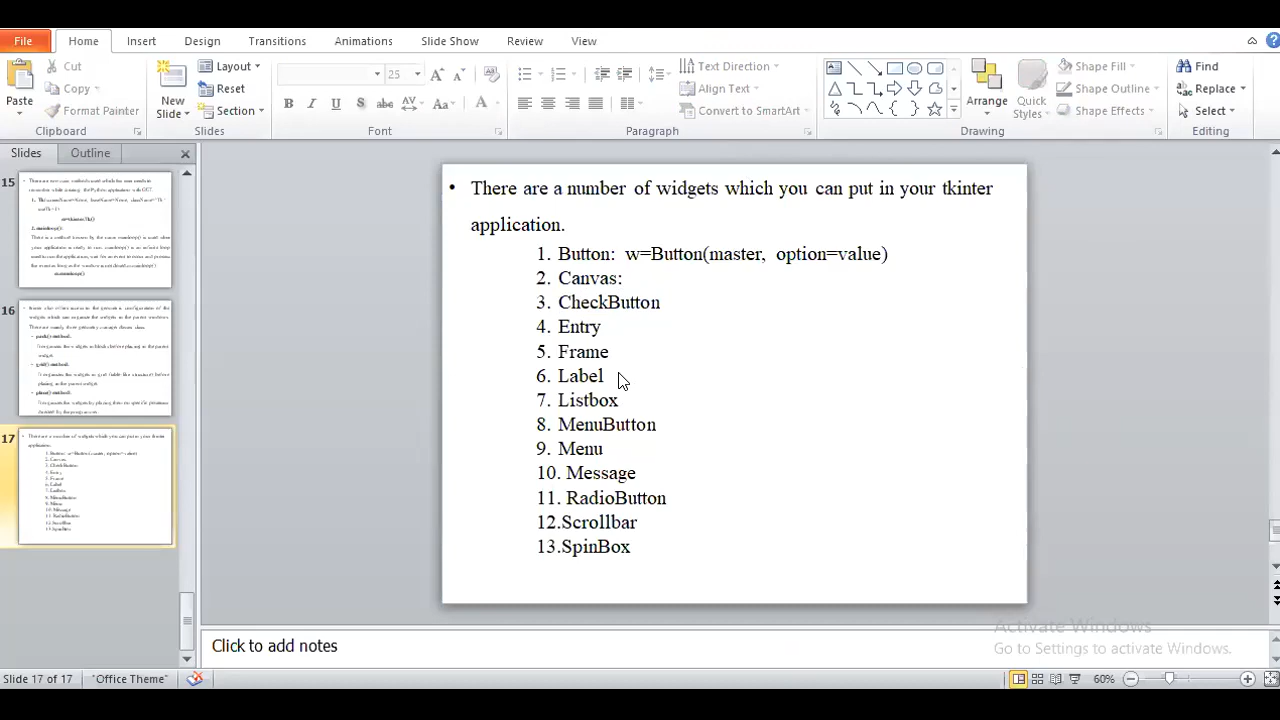 File Home Insert Design Transitions Animations Slide Show Review View
Paste
Cut
Copy
Format Painter
Clipboard
New Slide
Layout
Reset
Section
Slides
25
B I U S abc AV Aa A
Font
Text Direction
Align Text
Convert to SmartArt
Paragraph
Arrange
Quick Styles
Shape Fill
Shape Outline
Shape Effects
Drawing
Find
Replace
Select
Editing
Slides Outline
15
16
17
• There are a number of widgets which you can put in your tkinter
application.
1. Button: w=Button(master, option=value)
2. Canvas:
3. CheckButton
4. Entry
5. Frame
6. Label
7. Listbox
8. MenuButton
9. Menu
10. Message
11. RadioButton
12.Scrollbar
13.SpinBox
Activate Windows
Go to Settings to activate Windows.
Click to add notes
Slide 17 of 17 "Office Theme" 60%